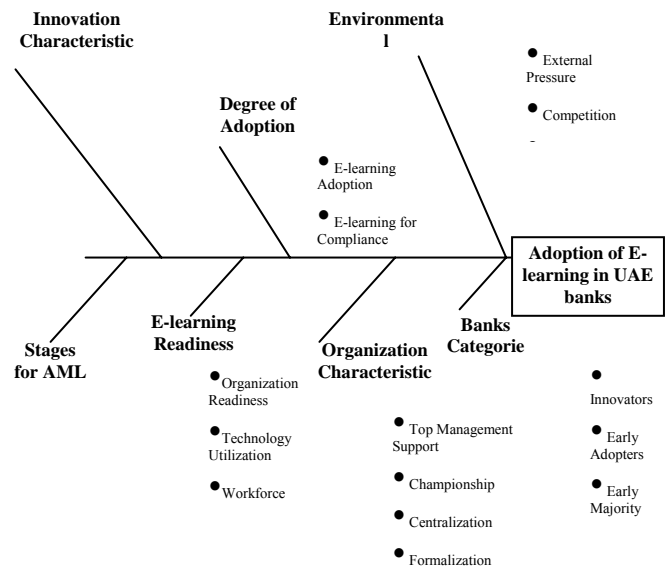 Innovation
Characteristic
Environmenta
l
● External
Pressure
● Competition
Degree of
Adoption
● E-learning
Adoption
● E-learning for
Compliance
Adoption of E-
learning in UAE
banks
Stages
for AML
E-learning
Readiness
● Organization
Readiness
● Technology
Utilization
● Workforce
Organization
Characteristic
● Top Management
Support
● Championship
● Centralization
● Formalization
Banks
Categorie
●
Innovators
● Early
Adopters
● Early
Majority